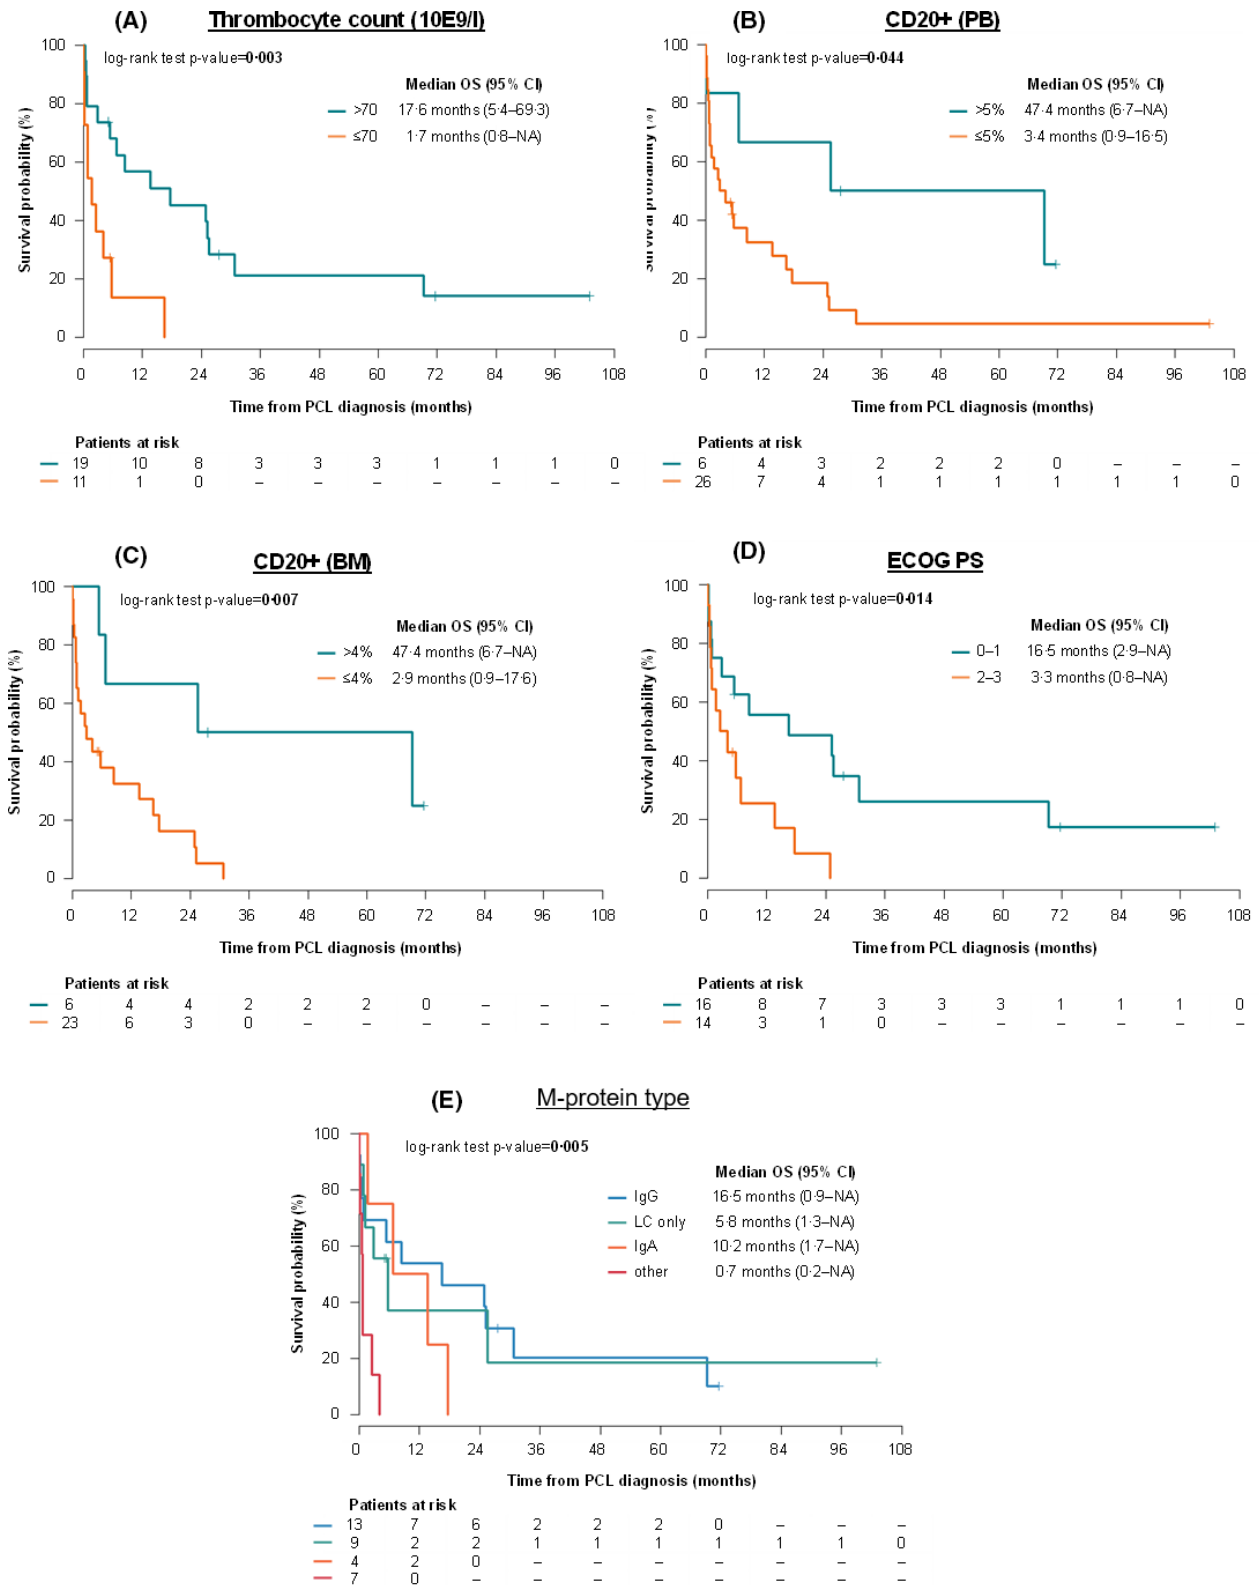 (A) Thrombocyte count (10E9/l)
log-rank test p-value=0·003
Median OS (95% CI)
>70 17·6 months (5·4–69·3)
≤70 1·7 months (0·8–NA)
Survival probability (%)
100
80
60
40
20
0
0 12 24 36 48 60 72 84 96 108
Time from PCL diagnosis (months)
Patients at risk
19 10 8 3 3 3 1 1 1 0
11 1 0 – – – – – – –
(B) CD20+ (PB)
log-rank test p-value=0·044
Median OS (95% CI)
>5% 47·4 months (6·7–NA)
≤5% 3·4 months (0·9–16·5)
Survival probability (%)
100
80
60
40
20
0
0 12 24 36 48 60 72 84 96 108
Time from PCL diagnosis (months)
Patients at risk
6 4 3 2 2 2 0 – – –
26 7 4 1 1 1 1 1 1 0
(C) CD20+ (BM)
log-rank test p-value=0·007
Median OS (95% CI)
>4% 47·4 months (6·7–NA)
≤4% 2·9 months (0·9–17·6)
Survival probability (%)
100
80
60
40
20
0
0 12 24 36 48 60 72 84 96 108
Time from PCL diagnosis (months)
Patients at risk
6 4 4 2 2 2 0 – – –
23 6 3 0 – – – – – –
(D) ECOG PS
log-rank test p-value=0·014
Median OS (95% CI)
0–1 16·5 months (2·9–NA)
2–3 3·3 months (0·8–NA)
Survival probability (%)
100
80
60
40
20
0
0 12 24 36 48 60 72 84 96 108
Time from PCL diagnosis (months)
Patients at risk
16 8 7 3 3 3 1 1 1 0
14 3 1 0 – – – – – –
(E) M-protein type
log-rank test p-value=0·005
Median OS (95% CI)
IgG 16·5 months (0·9–NA)
LC only 5·8 months (1·3–NA)
IgA 10·2 months (1·7–NA)
other 0·7 months (0·2–NA)
Survival probability (%)
100
80
60
40
20
0
0 12 24 36 48 60 72 84 96 108
Time from PCL diagnosis (months)
Patients at risk
13 7 6 2 2 2 0 – – –
9 2 2 1 1 1 1 1 1 0
4 2 0 – – – – – – –
7 0 – – – – – – – –